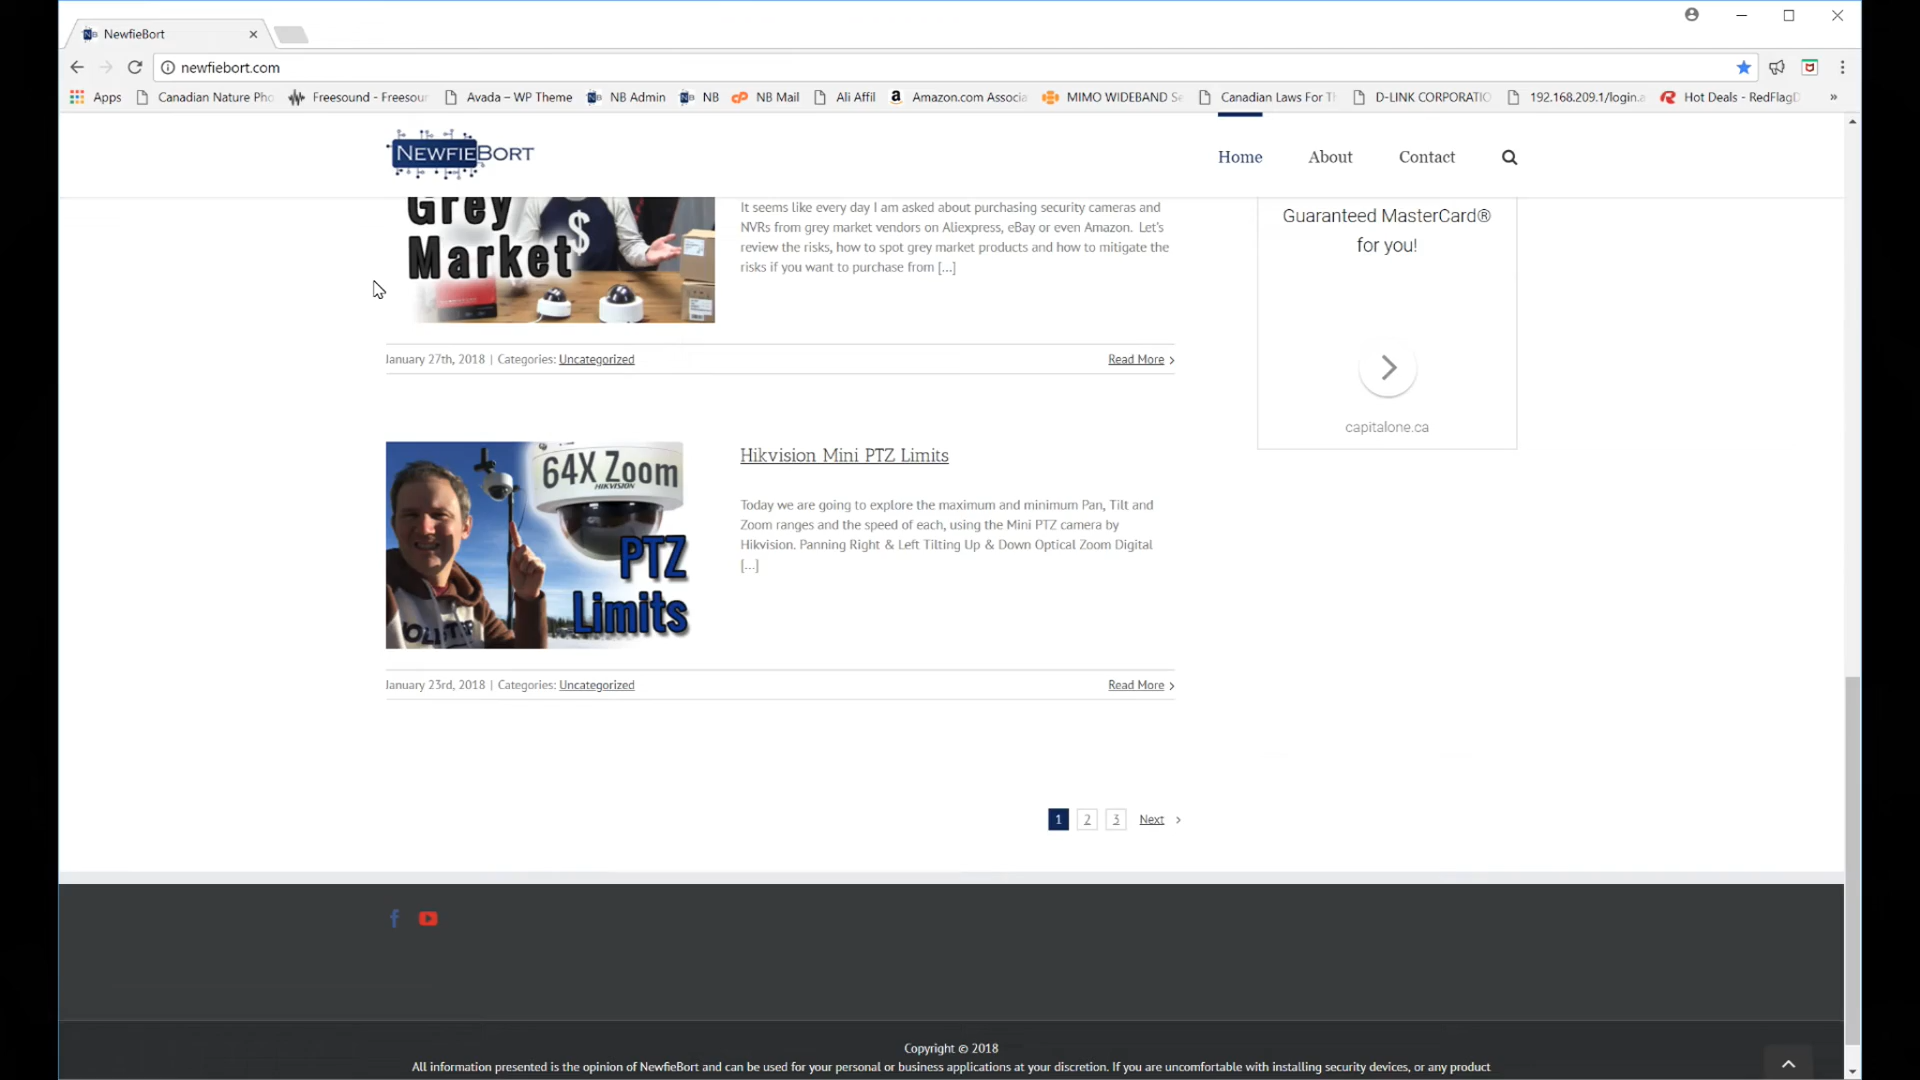 NewfieBort
newfiebort.com
Apps Canadian Nature Pho Freesound - Freesour Avada – WP Theme NB Admin NB NB Mail Ali Affil Amazon.com Associa MIMO WIDEBAND Se Canadian Laws For Th D-LINK CORPORATIO 192.168.209.1/login.a Hot Deals - RedFlagD »
NEWFIEBORT
Home About Contact
Grey
Market
$
It seems like every day I am asked about purchasing security cameras and
NVRs from grey market vendors on Aliexpress, eBay or even Amazon. Let's
review the risks, how to spot grey market products and how to mitigate the
risks if you want to purchase from [...]
January 27th, 2018 | Categories: Uncategorized
Read More
64X Zoom
HIKVISION
PTZ
Limits
Hikvision Mini PTZ Limits
Today we are going to explore the maximum and minimum Pan, Tilt and
Zoom ranges and the speed of each, using the Mini PTZ camera by
Hikvision. Panning Right & Left Tilting Up & Down Optical Zoom Digital
[...]
January 23rd, 2018 | Categories: Uncategorized
Read More
Guaranteed MasterCard®
for you!
capitalone.ca
1 2 3 Next
Copyright © 2018
All information presented is the opinion of NewfieBort and can be used for your personal or business applications at your discretion. If you are uncomfortable with installing security devices, or any product